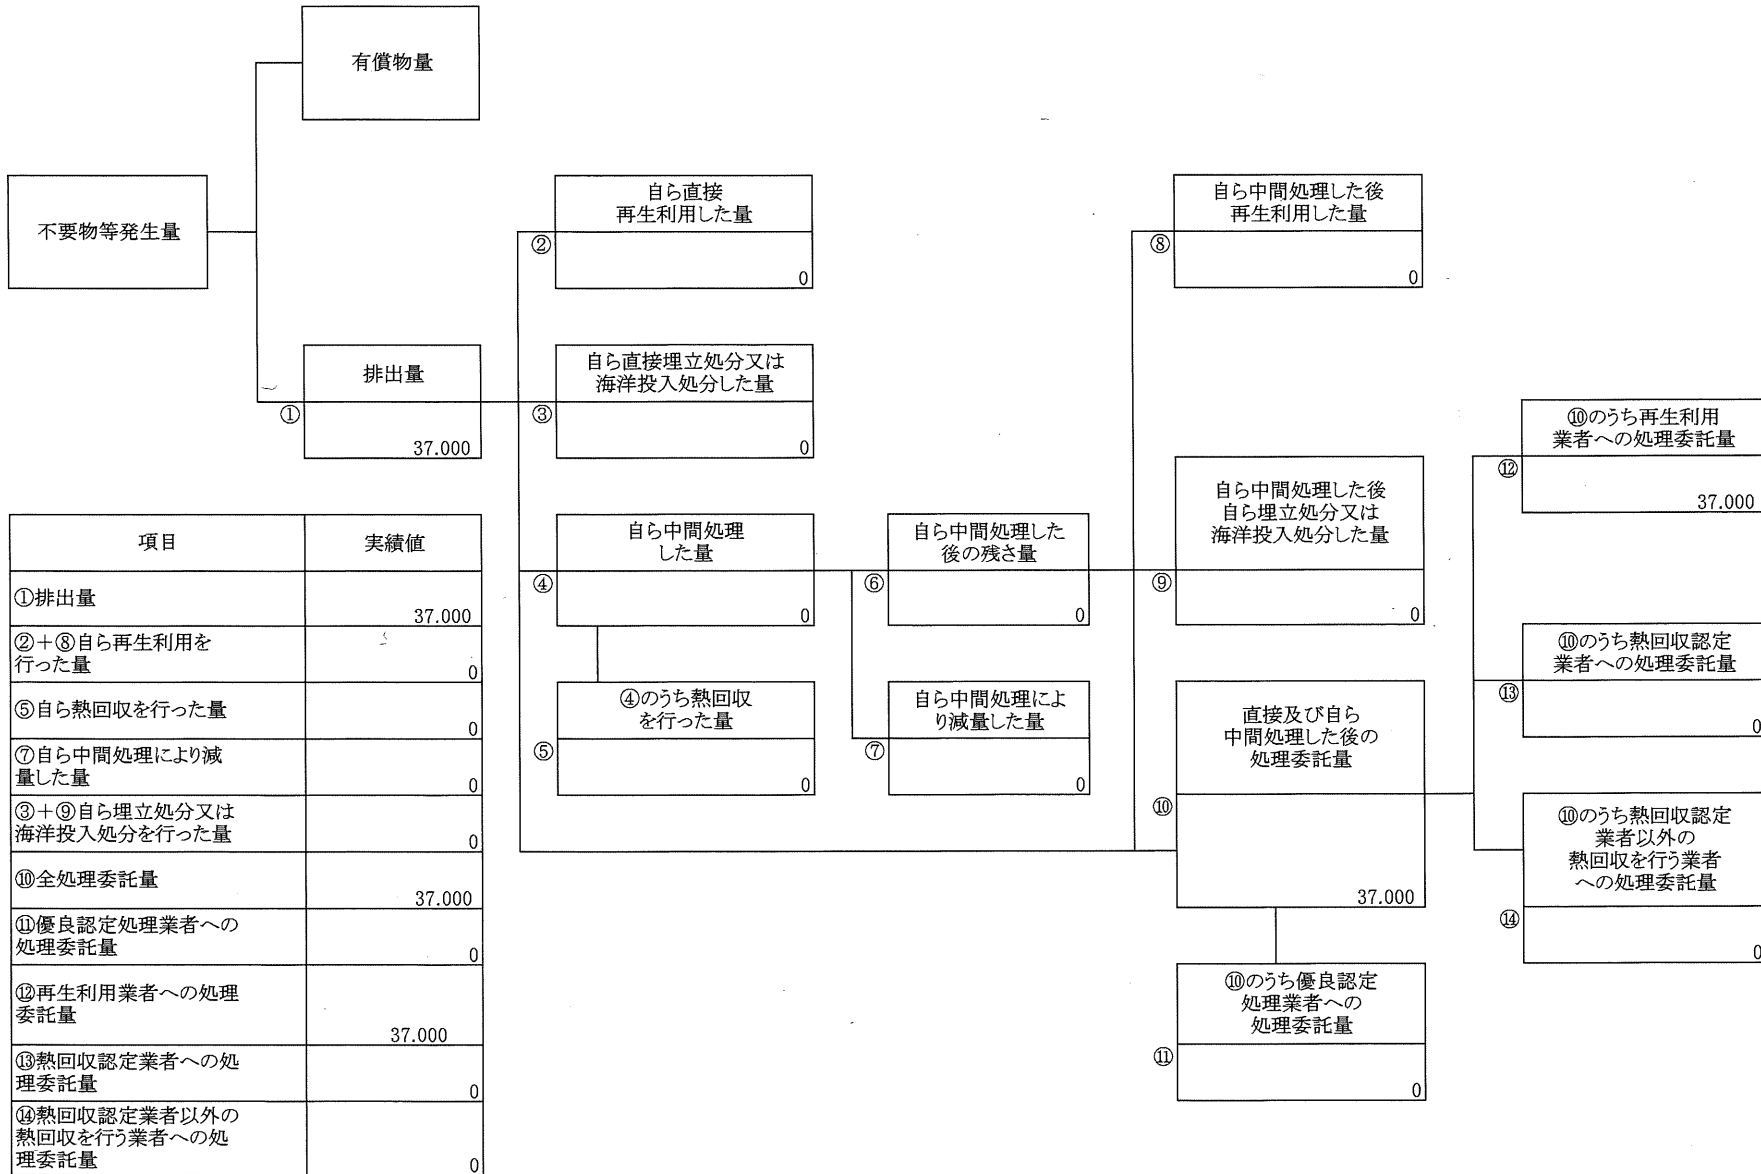 有償物量
不要物等発生量
自ら直接
再生利用した量
②
0
自ら中間処理した後
再生利用した量
⑧
0
排出量
①
37.000
自ら直接埋立処分又は
海洋投入処分した量
③
0
⑩のうち再生利用
業者への処理委託量
⑫
37.000
自ら中間処理
した量
④
0
自ら中間処理した
後の残さ量
⑥
0
自ら中間処理した後
自ら埋立処分又は
海洋投入処分した量
⑨
0
⑩のうち熱回収認定
業者への処理委託量
⑬
0
④のうち熱回収
を行った量
⑤
0
自ら中間処理によ
り減量した量
⑦
0
直接及び自ら
中間処理した後の
処理委託量
⑩
37.000
⑩のうち熱回収認定
業者以外の
熱回収を行う業者
への処理委託量
⑭
0
⑩のうち優良認定
処理業者への
処理委託量
⑪
0
項目 実績値
①排出量
37.000
②+⑧自ら再生利用を
行った量
0
⑤自ら熱回収を行った量
0
⑦自ら中間処理により減
量した量
0
③+⑨自ら埋立処分又は
海洋投入処分を行った量
0
⑩全処理委託量
37.000
⑪優良認定処理業者への
処理委託量
0
⑫再生利用業者への処理
委託量
37.000
⑬熱回収認定業者への処
理委託量
0
⑭熱回収認定業者以外の
熱回収を行う業者への処
理委託量
0